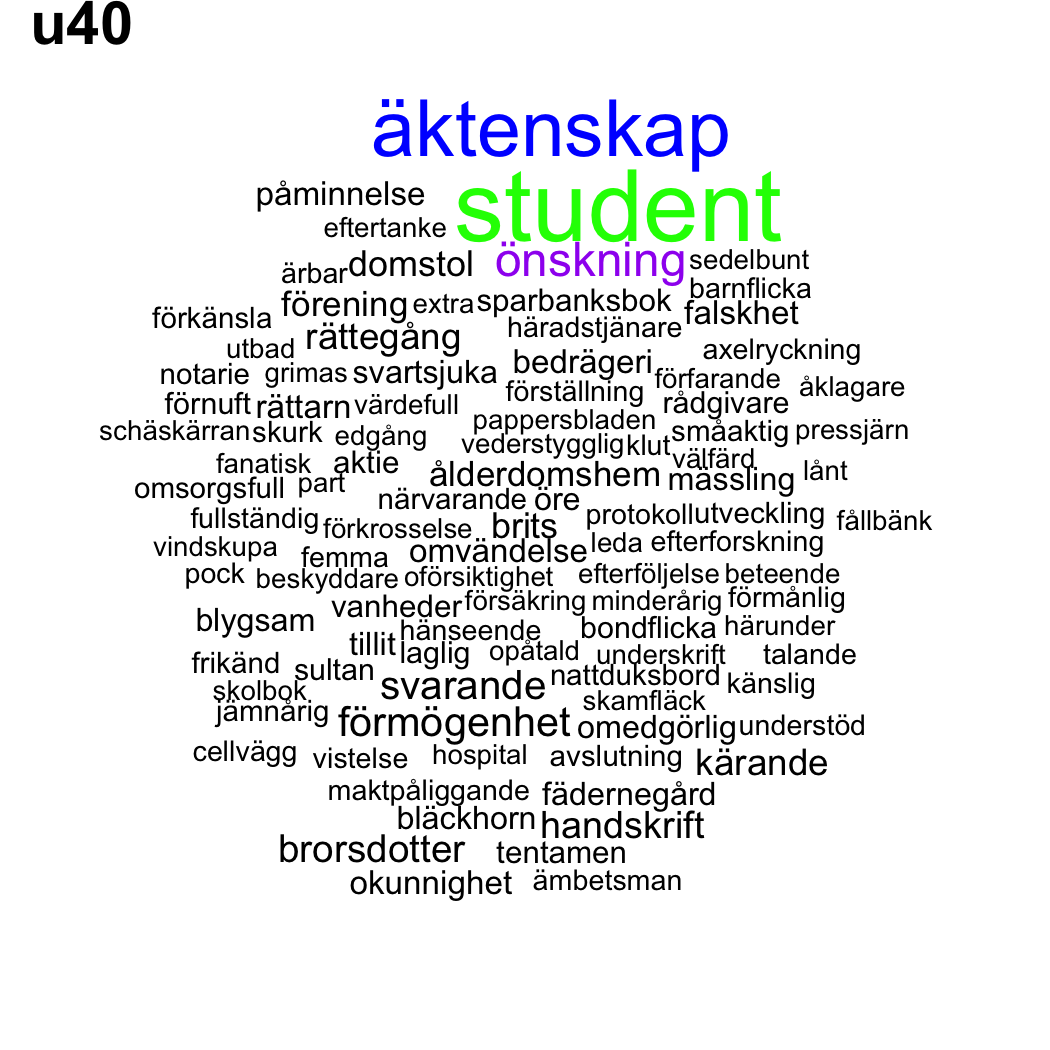 u40
äktenskap
påminnelse student
eftertanke
ärbar domstol önskning sedelbunt
barnflicka
förkänsla förening extra sparbanksbok falskhet
utbad rättegång häradstjänare axelryckning
notarie grimas svartsjuka bedrägeri förfarande åklagare
förställning
förnuft rättarn värdefull pappersbladen rådgivare
schäskärran skurk edgång vederstygglig klut småaktig pressjärn
fanatisk aktie ålderdomshem välfärd mässling lånt
omsorgsfull part närvarande öre
fullständig förkrosselse brits protokollutveckling fållbänk
vindskupa femma omvändelse leda efterforskning
pock beskyddare oförsiktighet efterföljelse beteende
blygsam vanheder försäkring minderårig förmånlig
tillit hänseende bondflicka härunder
frikänd sultan laglig opåtald underskrift talande
skolbok svarande nattduksbord känslig
jämnårig förmögenhet skamfläck
omedgörlig understöd
cellvägg vistelse hospital avslutning kärande
maktpåliggande fädernegård
bläckhorn handskrift
brorsdotter tentamen
okunnighet ämbetsman